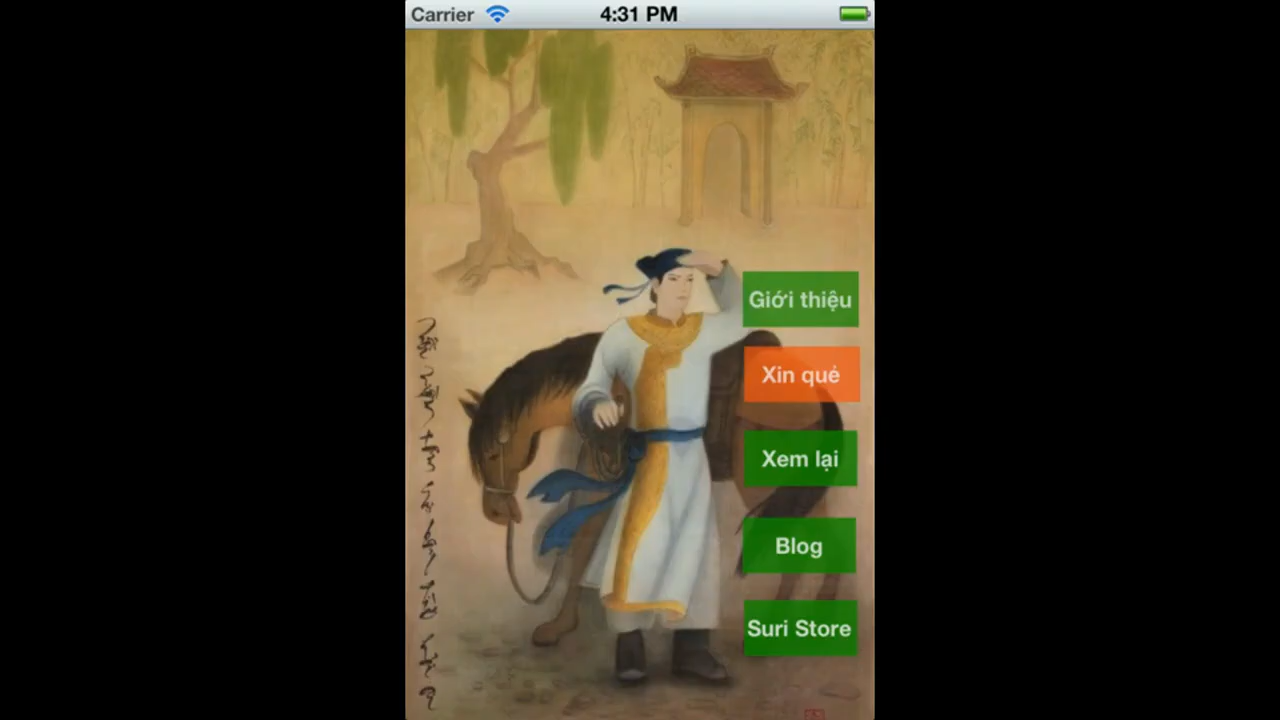 Carrier 4:31 PM
Giới thiệu
Xin quẻ
Xem lại
Blog
Suri Store